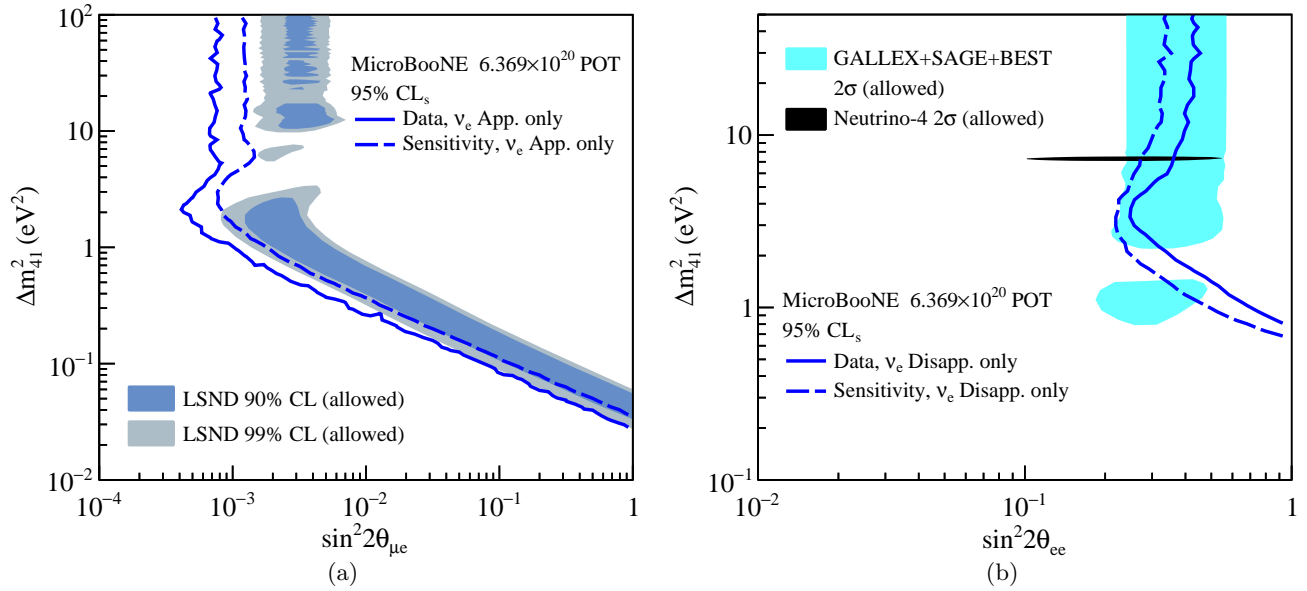 MicroBooNE 6.369×10²⁰ POT
95% CLₛ
Data, νₑ App. only
Sensitivity, νₑ App. only
LSND 90% CL (allowed)
LSND 99% CL (allowed)
10²
10
1
10⁻¹
10⁻²
Δm²₄₁ (eV²)
10⁻⁴ 10⁻³ 10⁻² 10⁻¹ 1
sin²2θ_μe
(a)
GALLEX+SAGE+BEST
2σ (allowed)
Neutrino-4 2σ (allowed)
MicroBooNE 6.369×10²⁰ POT
95% CLₛ
Data, νₑ Disapp. only
Sensitivity, νₑ Disapp. only
10
1
10⁻¹
Δm²₄₁ (eV²)
10⁻² 10⁻¹ 1
sin²2θₑₑ
(b)